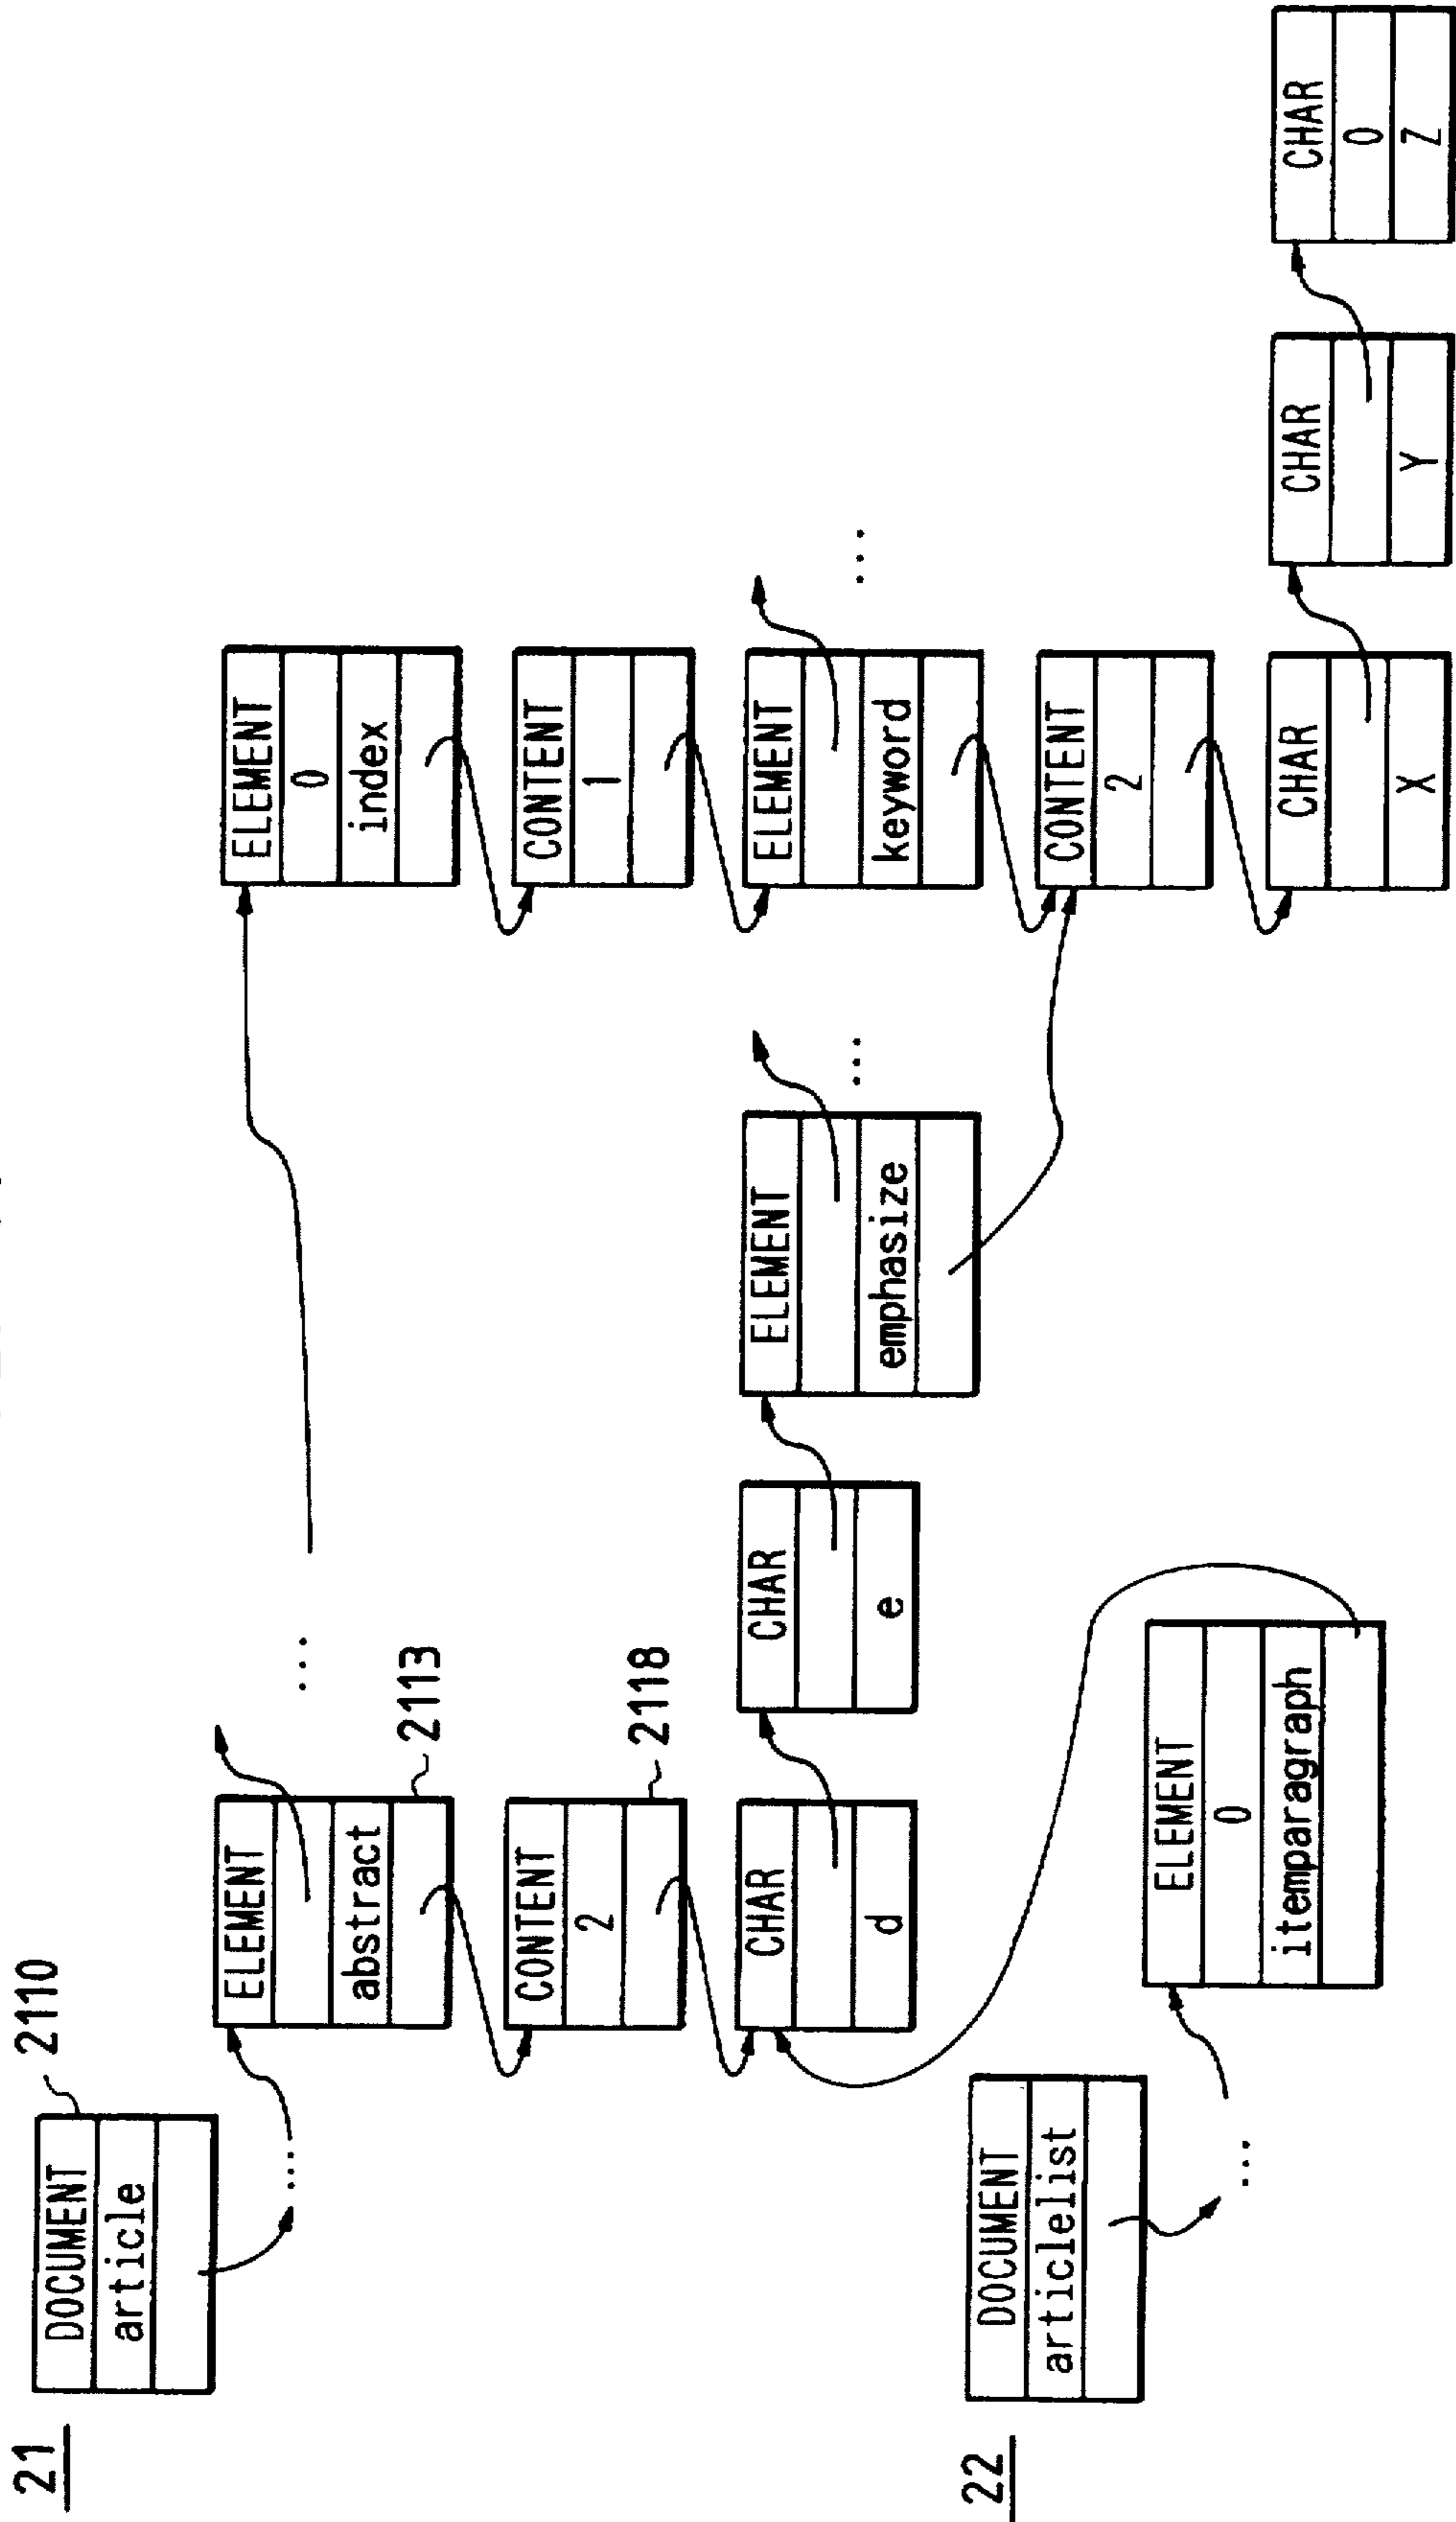 21
2110
DOCUMENT
article
...
ELEMENT
abstract
2113
...
CONTENT
2
2118
CHAR
d
CHAR
e
ELEMENT
emphasize
...
ELEMENT
0
index
CONTENT
1
ELEMENT
keyword
...
CONTENT
2
CHAR
X
CHAR
Y
CHAR
0
Z
22
DOCUMENT
articlelist
...
ELEMENT
0
itemparagraph